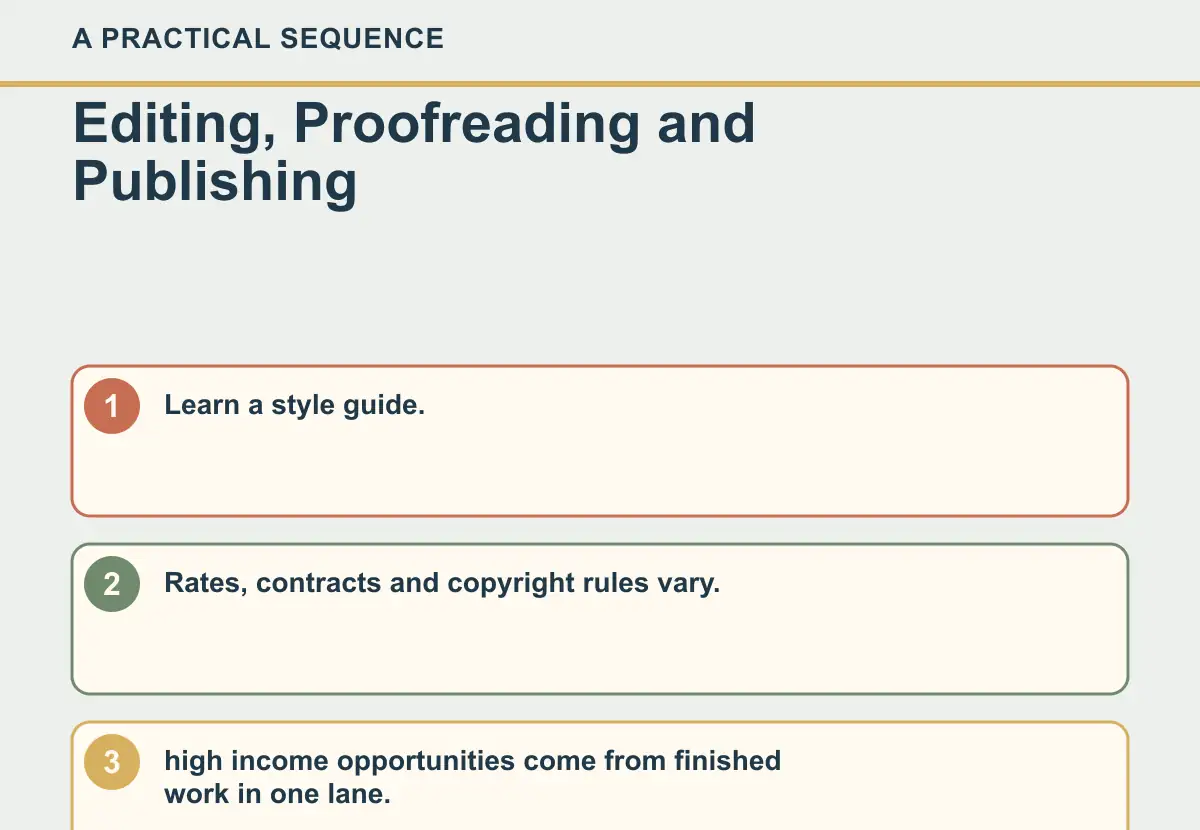 A PRACTICAL SEQUENCE
Editing, Proofreading and
Publishing
1
Learn a style guide.
2
Rates, contracts and copyright rules vary.
3
high income opportunities come from finished
work in one lane.